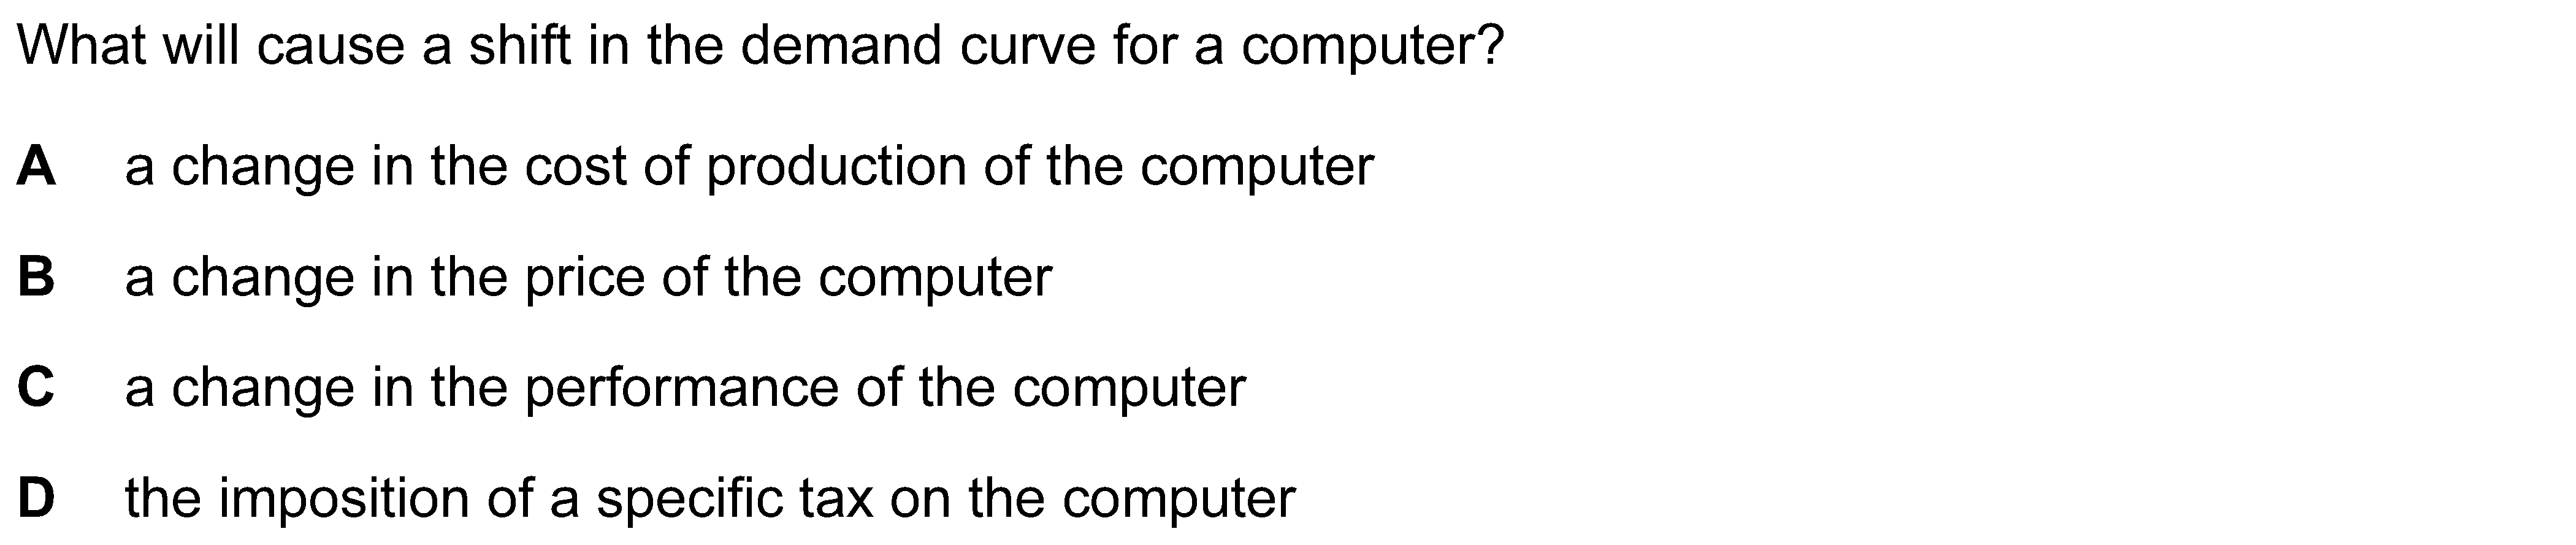 What will cause a shift in the demand curve for a computer?
A a change in the cost of production of the computer
B a change in the price of the computer
C a change in the performance of the computer
D the imposition of a specific tax on the computer